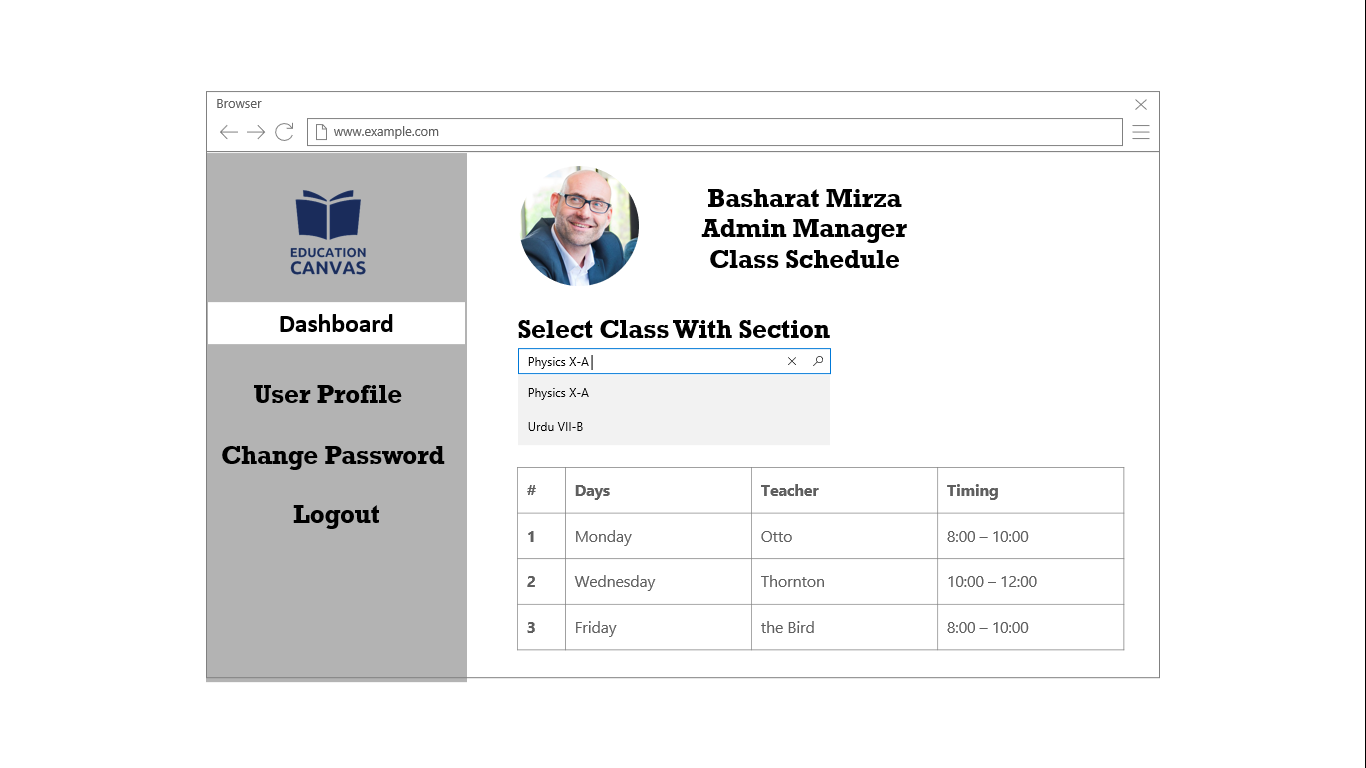 Browser
www.example.com
EDUCATION
CANVAS
Dashboard
User Profile
Change Password
Logout
Basharat Mirza
Admin Manager
Class Schedule
Select Class With Section
Physics X-A
Physics X-A
Urdu VII-B
# Days Teacher Timing
1 Monday Otto 8:00 – 10:00
2 Wednesday Thornton 10:00 – 12:00
3 Friday the Bird 8:00 – 10:00